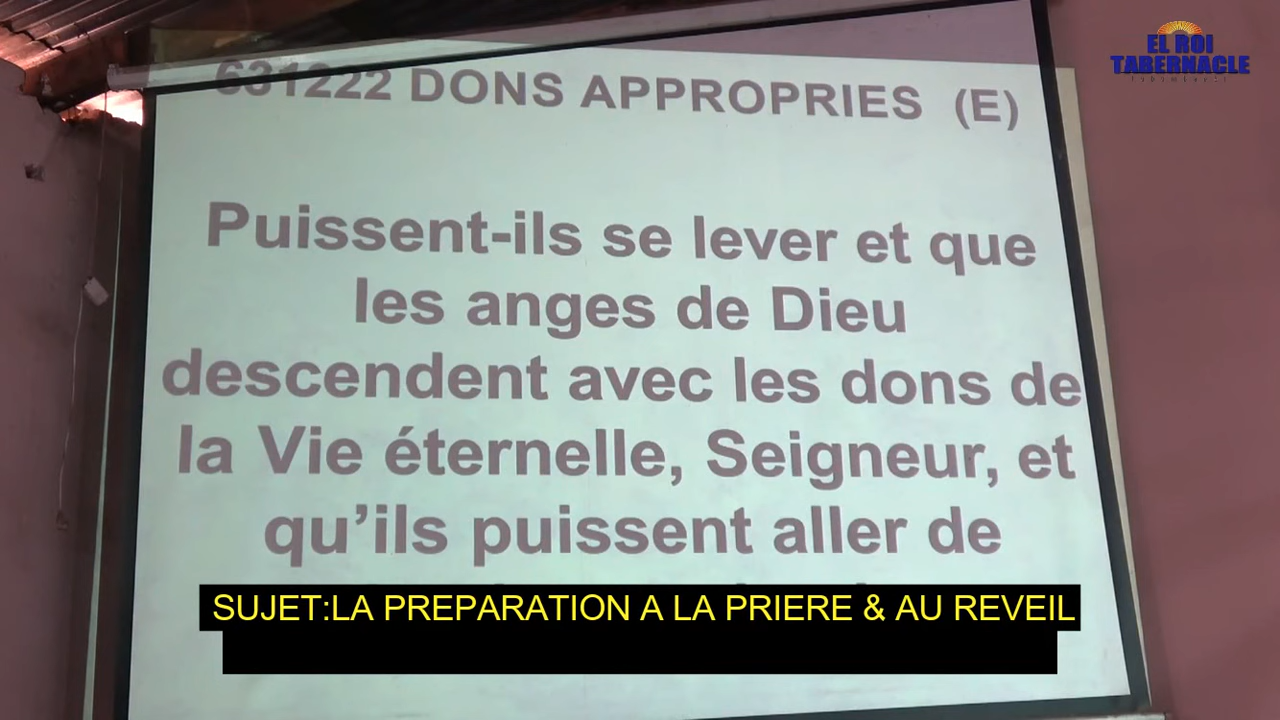 EL ROI
TABERNACLE
631222 DONS APPROPRIES (E)
Puissent-ils se lever et que
les anges de Dieu
descendent avec les dons de
la Vie éternelle, Seigneur, et
qu’ils puissent aller de
SUJET:LA PREPARATION A LA PRIERE & AU REVEIL